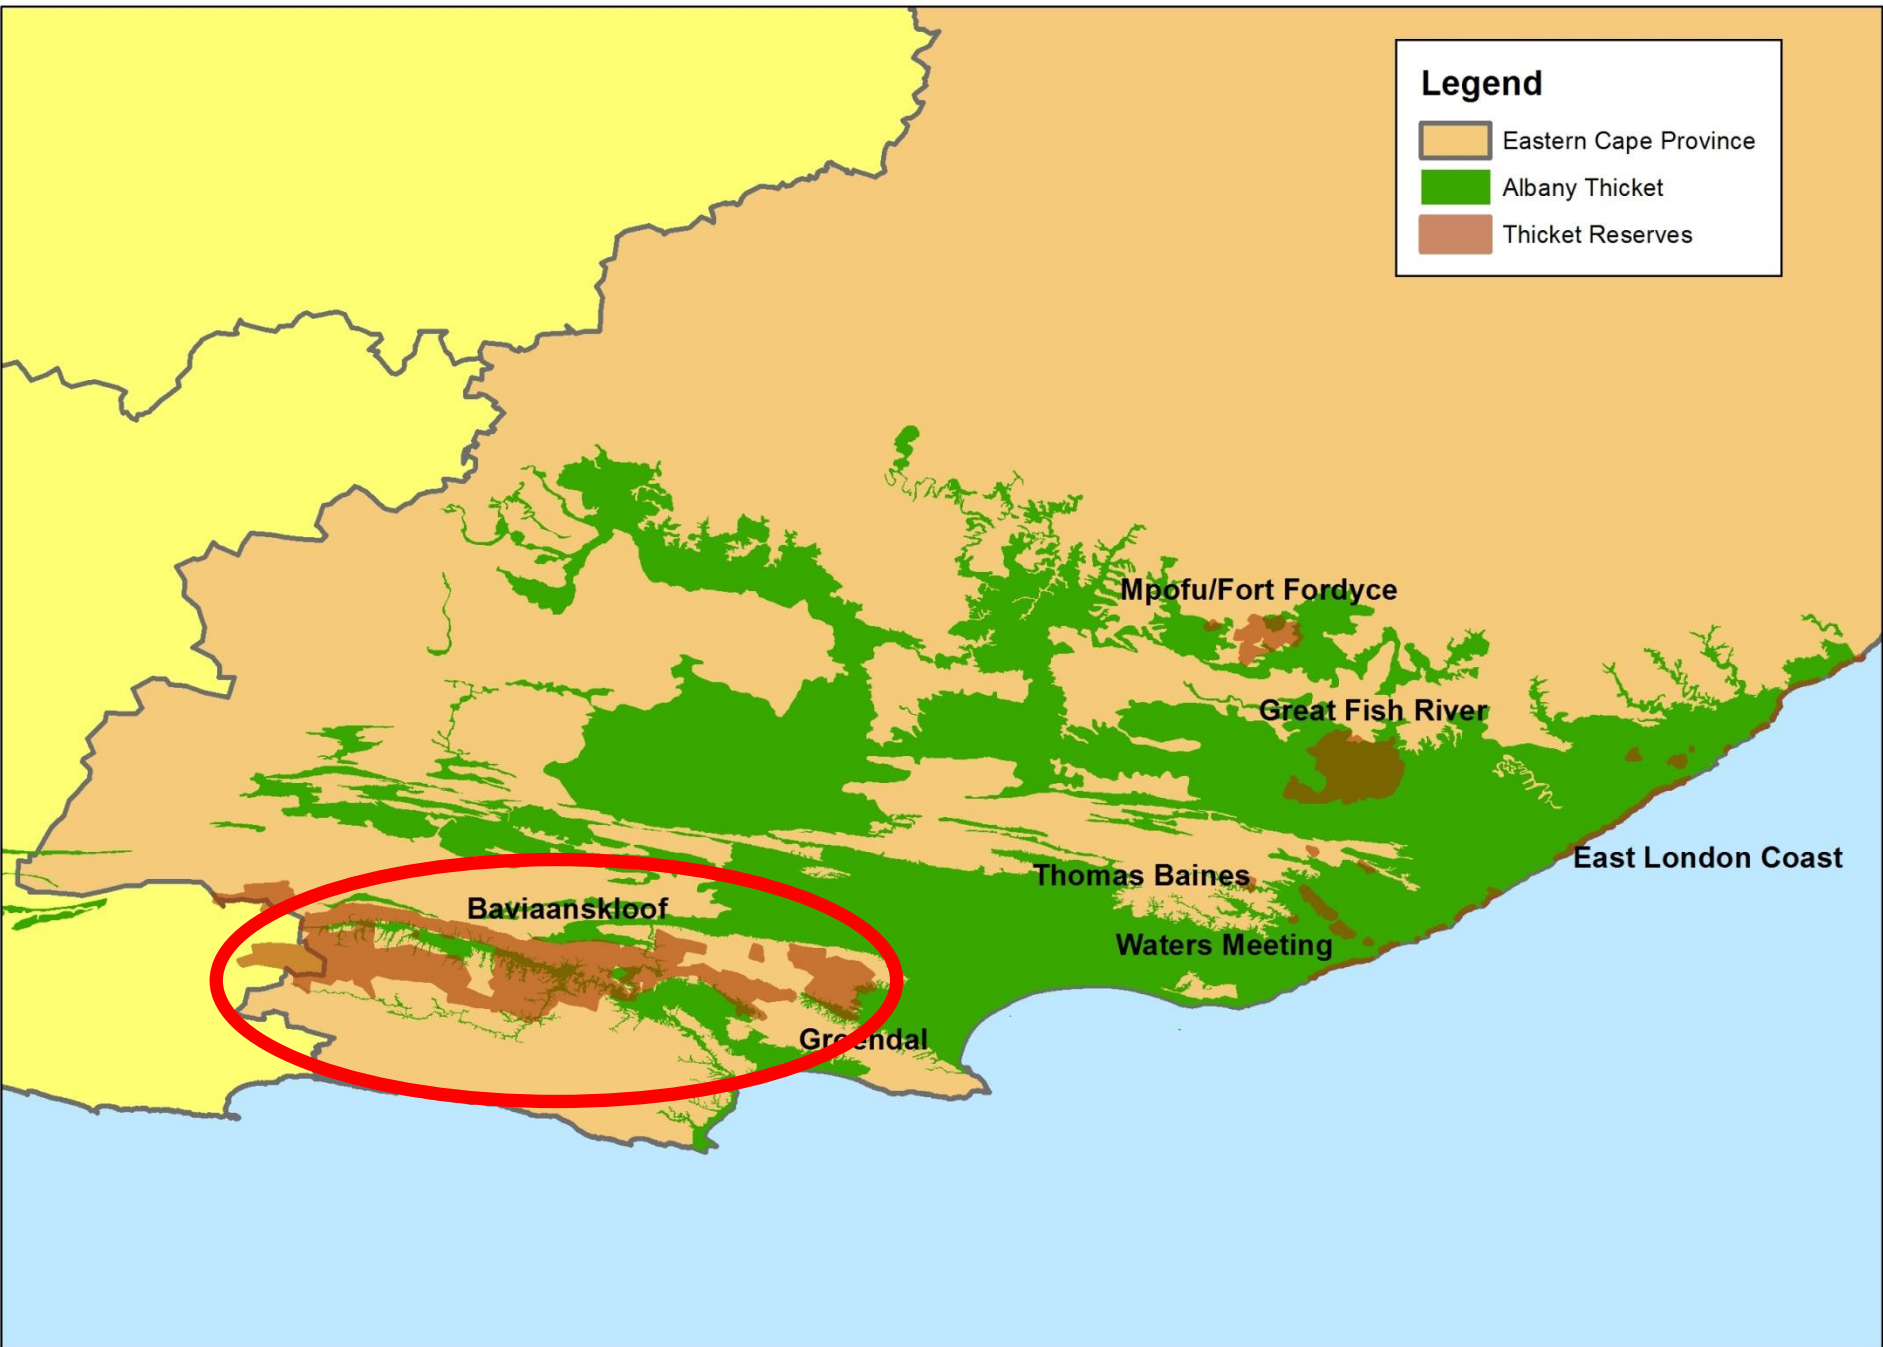 Legend
Eastern Cape Province
Albany Thicket
Thicket Reserves
Mpofu/Fort Fordyce
Great Fish River
East London Coast
Thomas Baines
Baviaanskloof
Waters Meeting
Groendal